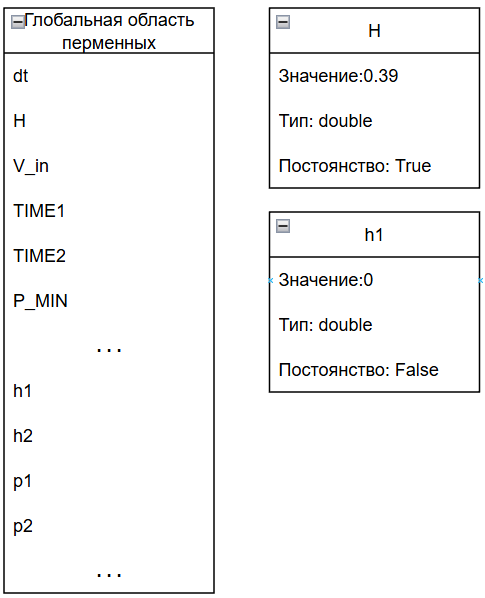 Глобальная область
перменных
dt
H
V_in
TIME1
TIME2
P_MIN
...
h1
h2
p1
p2
...
H
Значение:0.39
Тип: double
Постоянство: True
h1
Значение:0
Тип: double
Постоянство: False